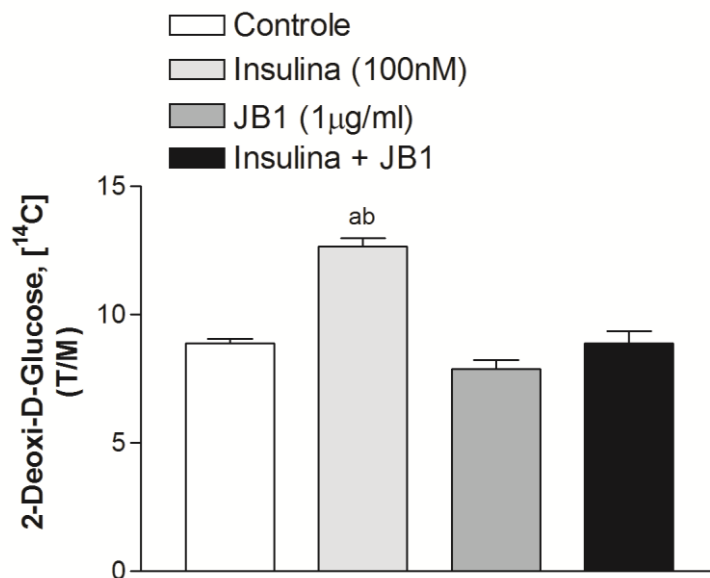 Controle
Insulina (100nM)
JB1 (1μg/ml)
Insulina + JB1
2-Deoxi-D-Glucose, [¹⁴C]
(T/M)
15
10
5
0
ab